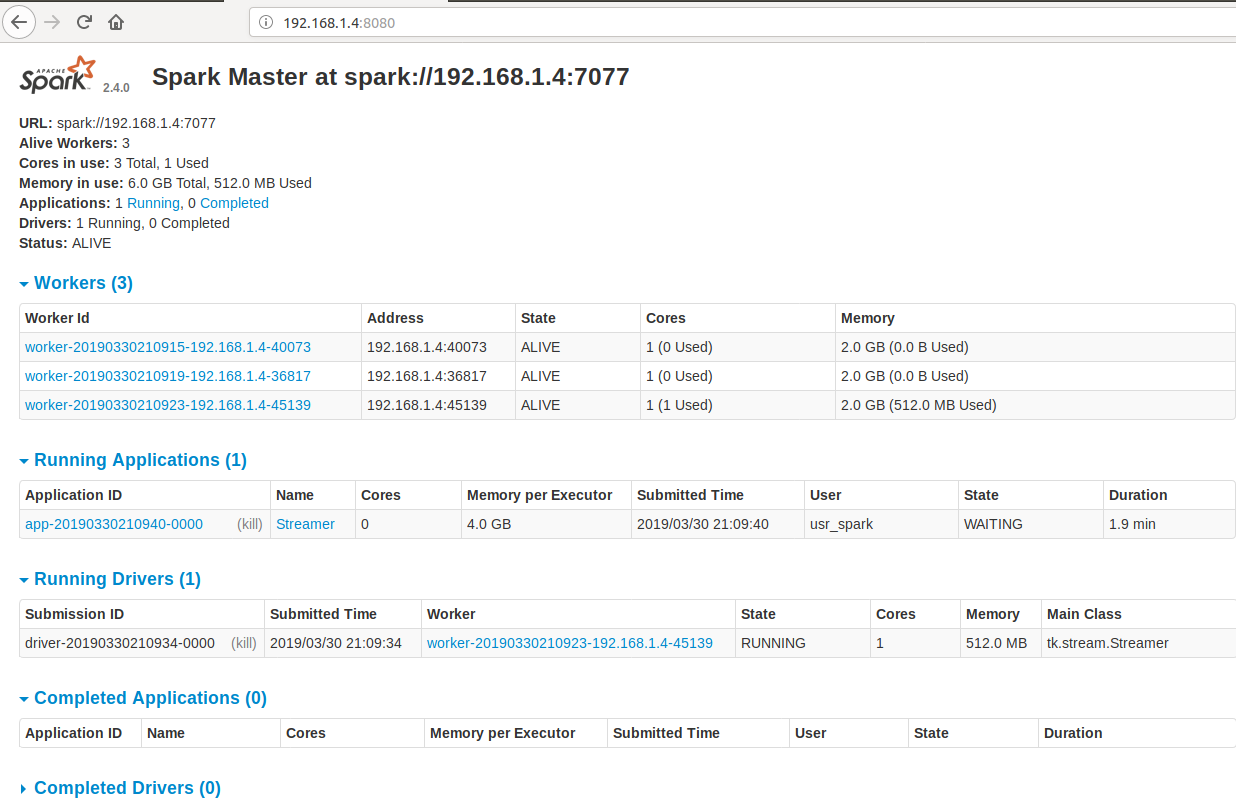 192.168.1.4:8080
APACHE
Spark™ 2.4.0 Spark Master at spark://192.168.1.4:7077
URL: spark://192.168.1.4:7077
Alive Workers: 3
Cores in use: 3 Total, 1 Used
Memory in use: 6.0 GB Total, 512.0 MB Used
Applications: 1 Running, 0 Completed
Drivers: 1 Running, 0 Completed
Status: ALIVE
Workers (3)
Worker Id Address State Cores Memory
worker-20190330210915-192.168.1.4-40073 192.168.1.4:40073 ALIVE 1 (0 Used) 2.0 GB (0.0 B Used)
worker-20190330210919-192.168.1.4-36817 192.168.1.4:36817 ALIVE 1 (0 Used) 2.0 GB (0.0 B Used)
worker-20190330210923-192.168.1.4-45139 192.168.1.4:45139 ALIVE 1 (1 Used) 2.0 GB (512.0 MB Used)
Running Applications (1)
Application ID Name Cores Memory per Executor Submitted Time User State Duration
app-20190330210940-0000 (kill) Streamer 0 4.0 GB 2019/03/30 21:09:40 usr_spark WAITING 1.9 min
Running Drivers (1)
Submission ID Submitted Time Worker State Cores Memory Main Class
driver-20190330210934-0000 (kill) 2019/03/30 21:09:34 worker-20190330210923-192.168.1.4-45139 RUNNING 1 512.0 MB tk.stream.Streamer
Completed Applications (0)
Application ID Name Cores Memory per Executor Submitted Time User State Duration
Completed Drivers (0)